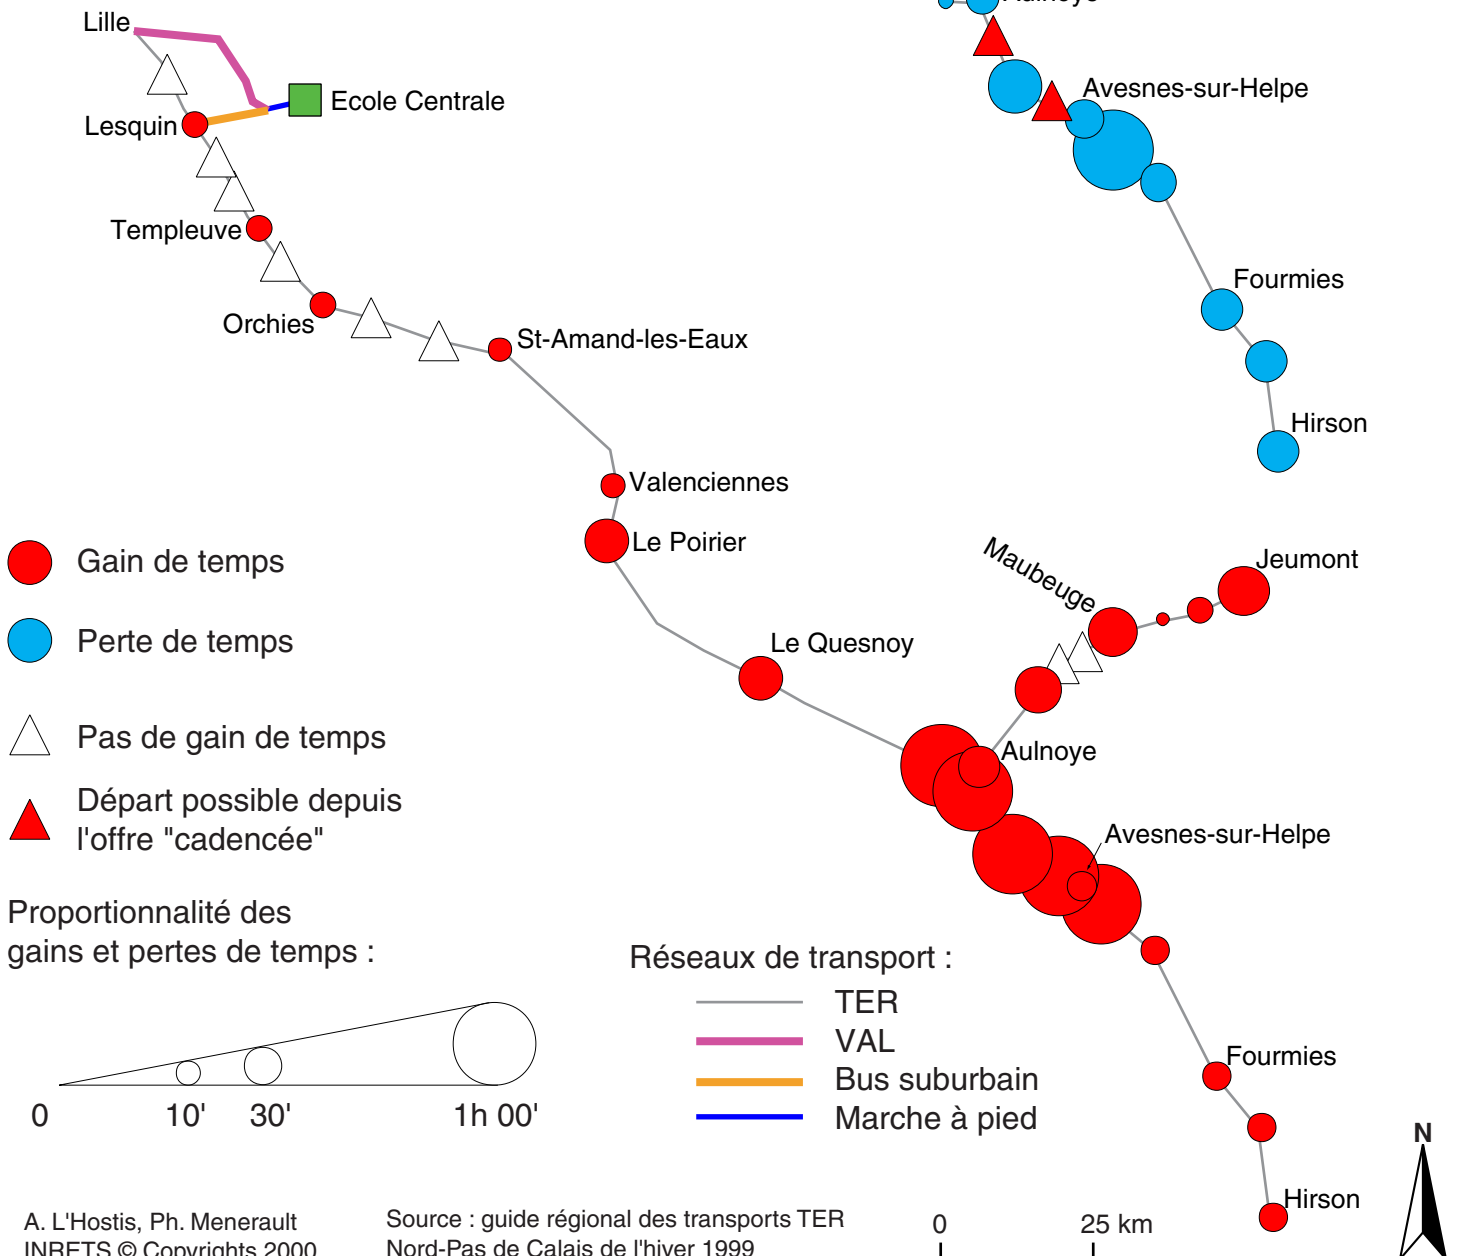 Lille
Ecole Centrale
Lesquin
Avesnes-sur-Helpe
Templeuve
Fourmies
Orchies
St-Amand-les-Eaux
Hirson
Valenciennes
Le Poirier
Gain de temps
Maubeuge
Jeumont
Perte de temps
Le Quesnoy
Pas de gain de temps
Aulnoye
Départ possible depuis
l'offre "cadencée"
Avesnes-sur-Helpe
Proportionnalité des
gains et pertes de temps :
0 10' 30' 1h 00'
Réseaux de transport :
TER
VAL
Bus suburbain
Marche à pied
Fourmies
Hirson
N
A. L'Hostis, Ph. Menerault
INRETS © Copyrights 2000
Source : guide régional des transports TER
Nord-Pas de Calais de l'hiver 1999
0 25 km